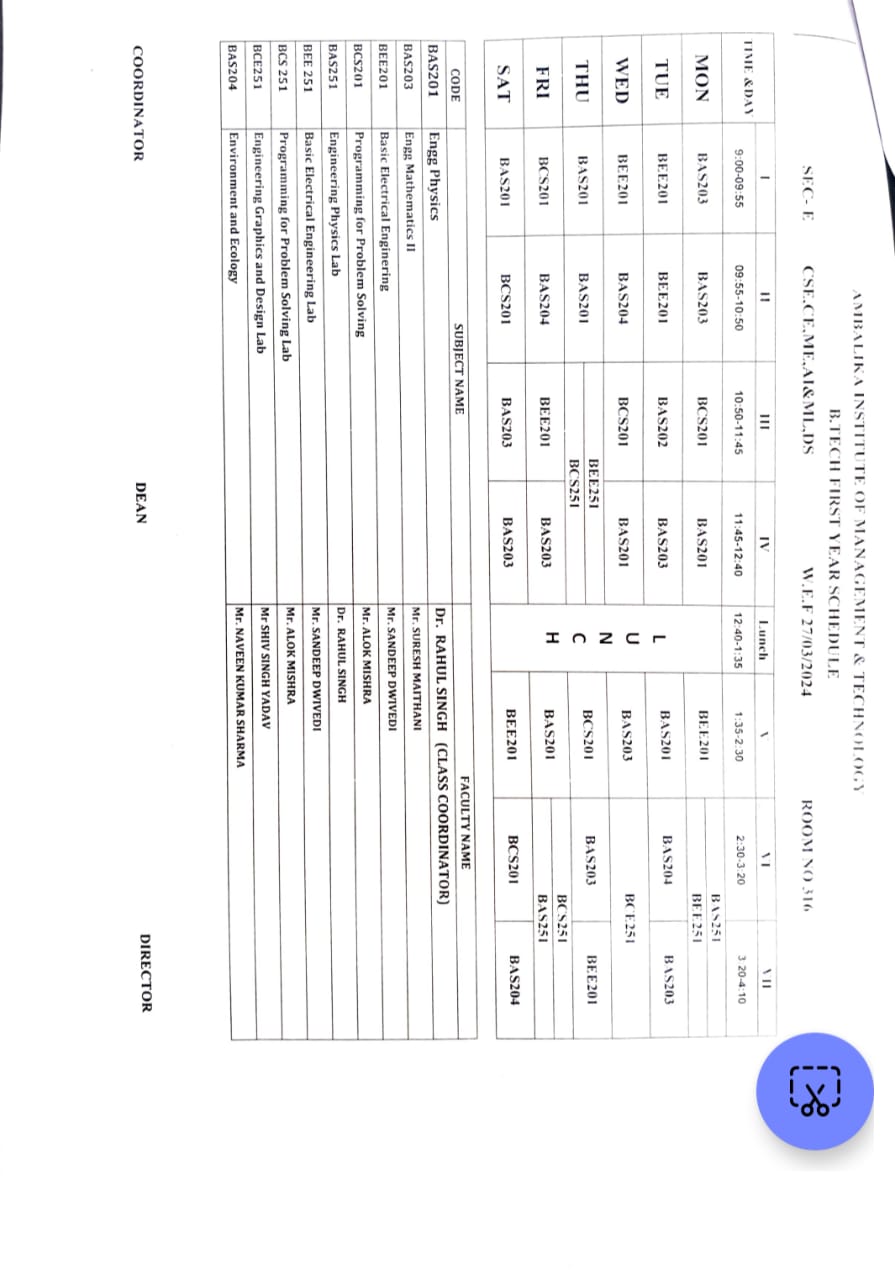 AMBALIKA INSTITUTE OF MANAGEMENT & TECHNOLOGY
B.TECH FIRST YEAR SCHEDULE
SEC- E CSE,CE,ME,AI&ML,DS W.E.F 27/03/2024 ROOM NO 316
TIME &DAY I II III IV Lunch V VI VII
9:00-09:55 09:55-10:50 10:50-11:45 11:45-12:40 12:40-1:35 1:35-2:30 2:30-3:20 3:20-4:10
MON BAS203 BAS203 BCS201 BAS201 BEE201 BAS251
BEE251
TUE BEE201 BEE201 BAS202 BAS203 L BAS201 BAS204 BAS203
WED BEE201 BAS204 BCS201 BAS201 U BAS203 BCE251
THU BAS201 BAS201 BEE251 N BCS201 BAS203 BEE201
BCS251 C
FRI BCS201 BAS204 BEE201 BAS203 H BAS201 BCS251
BAS251
SAT BAS201 BCS201 BAS203 BAS203 BEE201 BCS201 BAS204
CODE SUBJECT NAME FACULTY NAME
BAS201 Engg Physics Dr. RAHUL SINGH (CLASS COORDINATOR)
BAS203 Engg Mathematics II Mr. SURESH MAITHANI
BEE201 Basic Electrical Enginering Mr. SANDEEP DWIVEDI
BCS201 Programming for Problem Solving Mr. ALOK MISHRA
BAS251 Engineering Physics Lab Dr. RAHUL SINGH
BEE 251 Basic Electrical Engineering Lab Mr. SANDEEP DWIVEDI
BCS 251 Programming for Problem Solving Lab Mr. ALOK MISHRA
BCE251 Engineering Graphics and Design Lab Mr SHIV SINGH YADAV
BAS204 Environment and Ecology Mr. NAVEEN KUMAR SHARMA
COORDINATOR DEAN DIRECTOR